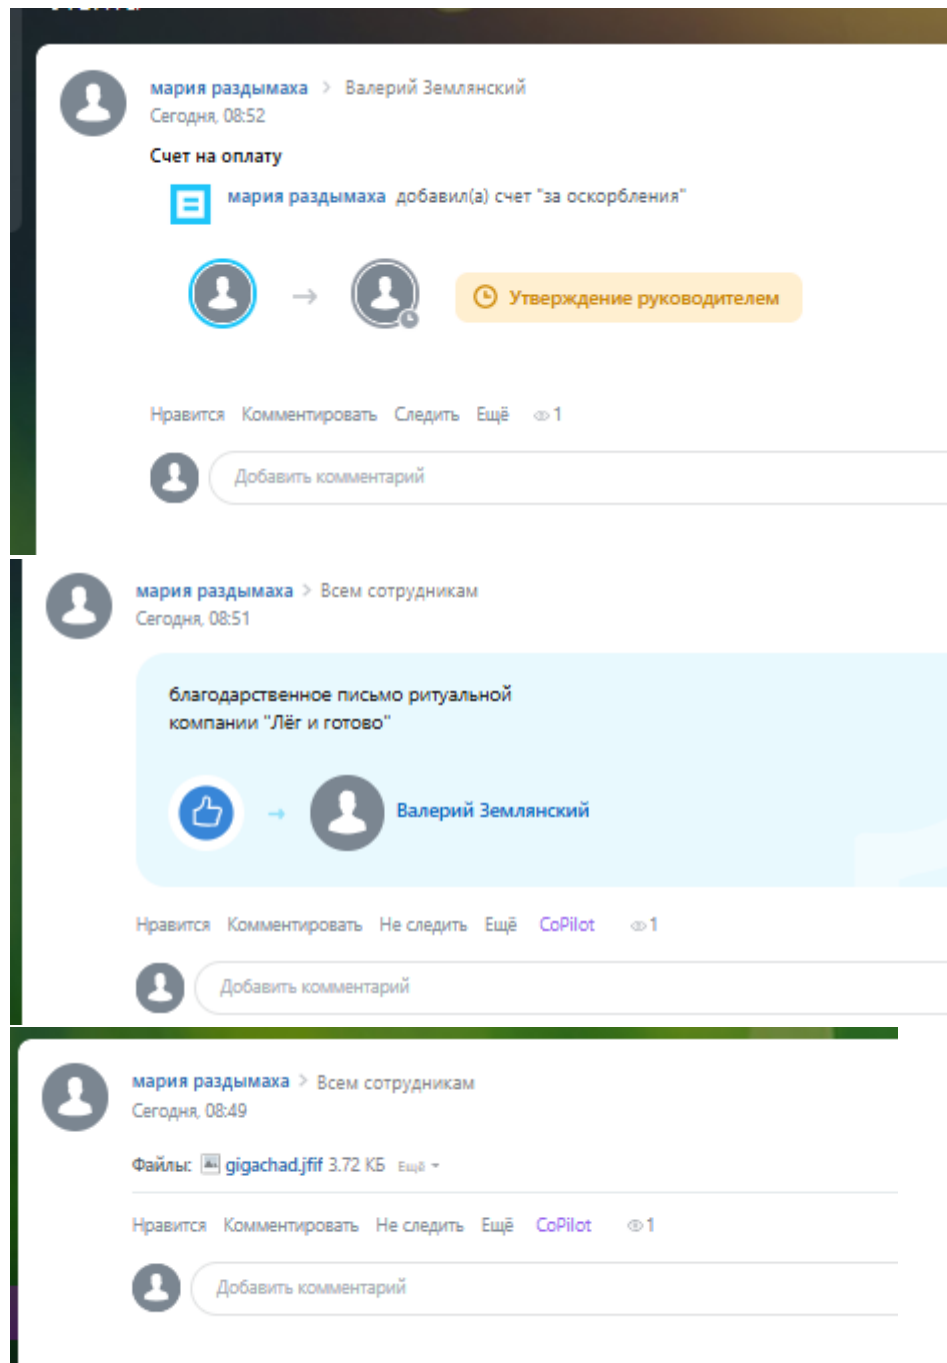 мария раздымаха > Валерий Землянский
Сегодня, 08:52
Счет на оплату
мария раздымаха добавил(а) счет "за оскорбления"
→ Утверждение руководителем
Нравится Комментировать Следить Ещё 1
Добавить комментарий
мария раздымаха > Всем сотрудникам
Сегодня, 08:51
благодарственное письмо ритуальной
компании "Лёг и готово"
→ Валерий Землянский
Нравится Комментировать Не следить Ещё CoPilot 1
Добавить комментарий
мария раздымаха > Всем сотрудникам
Сегодня, 08:49
Файлы: gigachad.jfif 3.72 КБ Ещё
Нравится Комментировать Не следить Ещё CoPilot 1
Добавить комментарий